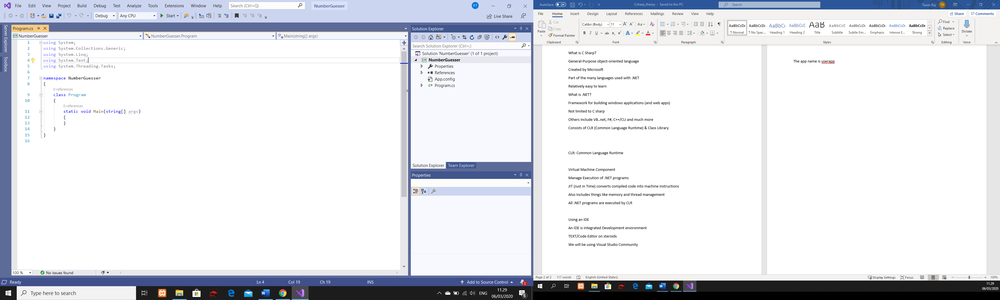 File Edit View Project Build Debug Test Analyze Tools Extensions Window Help Search (Ctrl+Q) NumberGuesser RT
Debug Any CPU Start Live Share
Server Explorer
Toolbox
Program.cs
NumberGuesser NumberGuesser.Program Main(string[] args)
1 using System;
2 using System.Collections.Generic;
3 using System.Linq;
4 using System.Text;
5 using System.Threading.Tasks;
6
7 namespace NumberGuesser
8 {
0 references
9 class Program
10 {
0 references
11 static void Main(string[] args)
12 {
13 }
14 }
15 }
16
100 % No issues found
Solution Explorer
Search Solution Explorer (Ctrl+;)
Solution 'NumberGuesser' (1 of 1 project)
NumberGuesser
Properties
References
App.config
Program.cs
Solution Explorer Team Explorer
Properties
Ready Ln 4 Col 19 Ch 19 INS Add to Source Control 3
Type here to search ENG 11.29 06/03/2020 6
AutoSave Off Csharp_theory - Saved to this PC Search Tiwari Raj TR
File Home Insert Design Layout References Mailings Review View Help Share Comments
Paste Cut Copy Format Painter
Clipboard
Calibri (Body) 11
Font
Paragraph
AaBbCcDc ¶ Normal
AaBbCcDc ¶ No Spac...
AaBbCc Heading 1
AaBbCcC Heading 2
AaB Title
AaBbCcD Subtitle
AaBbCcDc Subtle Em...
AaBbCcDc Emphasis
AaBbCcDc Intense E...
AaBbCcDc Strong
Styles
Find
Replace
Select
Editing
Dictate
Voice
What is C Sharp?
General-Purpose object-oriented language
Created by Microsoft
Part of the many languages used with .NET
Relatively easy to learn
What is .NET?
Framework for building windows applications (and web apps)
Not limited to C sharp
Others include VB..net, F#, C++/CLI and much more
Consists of CLR (Common Language Runtime) & Class Library
CLR: Common Language Runtime
Virtual Machine Component
Manage Execution of .NET programs
JIT (Just in Time) converts compiled code into machine instructions
Also Includes things like memory and thread management
All .NET programs are executed by CLR
Using an IDE
An IDE is Integrated Development environment
TEXT/Code Editor on steroids
We will be using Visual Studio Community
The app name is userapp
Page 2 of 2 117 words English (United States) Display Settings Focus 100%
11.29
06/03/2020